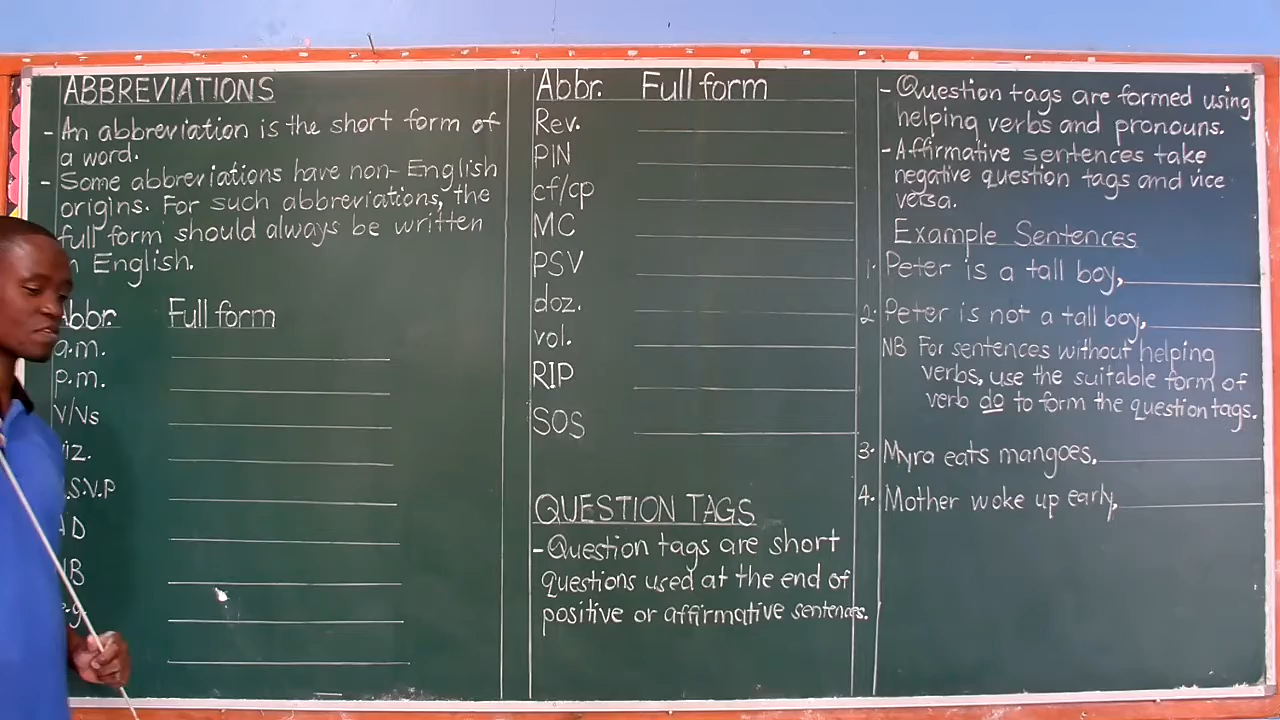 ABBREVIATIONS
- An abbreviation is the short form of
a word.
- Some abbreviations have non-English
origins. For such abbreviations, the
full form should always be written
n English.
Abbr. Full form
a.m.
p.m.
v/vs
iz.
.S.V.P
AD
NB
e.g.
Abbr. Full form
Rev.
PIN
cf/cp
MC
PSV
doz.
vol.
RIP
SOS
QUESTION TAGS
- Question tags are short
questions used at the end of
positive or affirmative sentences.
- Question tags are formed using
helping verbs and pronouns.
- Affirmative sentences take
negative question tags and vice
versa.
Example Sentences
1. Peter is a tall boy,
2. Peter is not a tall boy,
NB For sentences without helping
verbs, use the suitable form of
verb do to form the question tags.
3. Myra eats mangoes,
4. Mother woke up early,